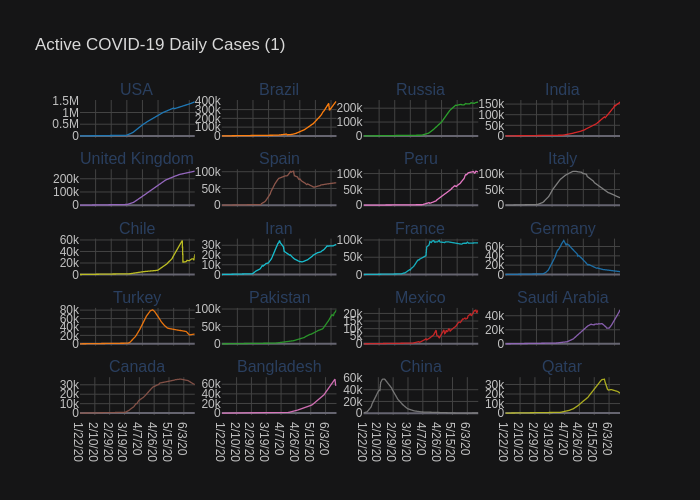 Active COVID-19 Daily Cases (1)
USA Brazil Russia India
1.5M 1M 0.5M 0
400k 300k 200k 100k 0
200k 100k 0
150k 100k 50k 0
United Kingdom Spain Peru Italy
200k 100k 0
100k 50k 0
100k 50k 0
100k 50k 0
Chile Iran France Germany
60k 40k 20k 0
30k 20k 10k 0
100k 50k 0
60k 40k 20k 0
Turkey Pakistan Mexico Saudi Arabia
80k 60k 40k 20k 0
100k 50k 0
20k 15k 10k 5k 0
40k 20k 0
Canada Bangladesh China Qatar
30k 20k 10k 0
60k 40k 20k 0
60k 40k 20k 0
30k 20k 10k 0
1/22/20 2/10/20 2/29/20 3/19/20 4/7/20 4/26/20 5/15/20 6/3/20
1/22/20 2/10/20 2/29/20 3/19/20 4/7/20 4/26/20 5/15/20 6/3/20
1/22/20 2/10/20 2/29/20 3/19/20 4/7/20 4/26/20 5/15/20 6/3/20
1/22/20 2/10/20 2/29/20 3/19/20 4/7/20 4/26/20 5/15/20 6/3/20